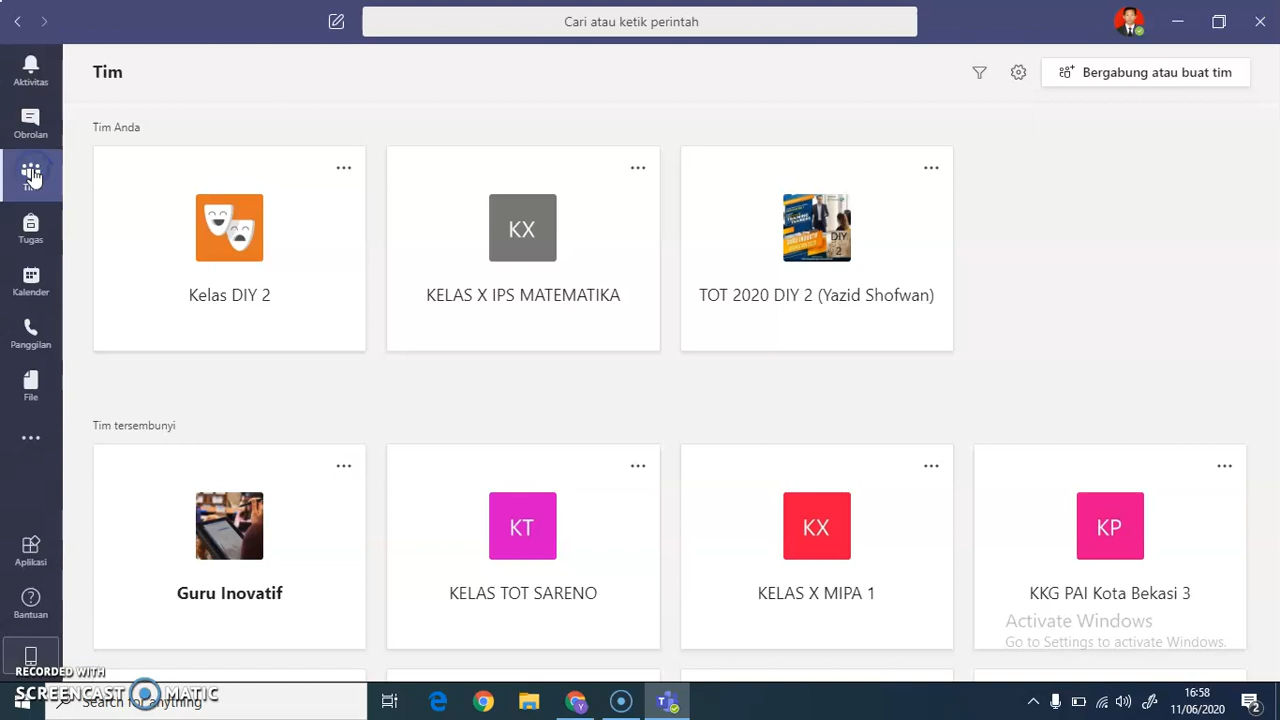 Cari atau ketik perintah
Aktivitas
Obrolan
Tugas
Kalender
Panggilan
File
Aplikasi
Bantuan
Tim
Bergabung atau buat tim
Tim Anda
Kelas DIY 2
KX
KELAS X IPS MATEMATIKA
DIY
2
TOT 2020 DIY 2 (Yazid Shofwan)
Tim tersembunyi
Guru Inovatif
KT
KELAS TOT SARENO
KX
KELAS X MIPA 1
KP
KKG PAI Kota Bekasi 3
Activate Windows
Go to Settings to activate Windows.
RECORDED WITH
SCREENCAST MATIC
Search for anything
16:58
11/06/2020
2